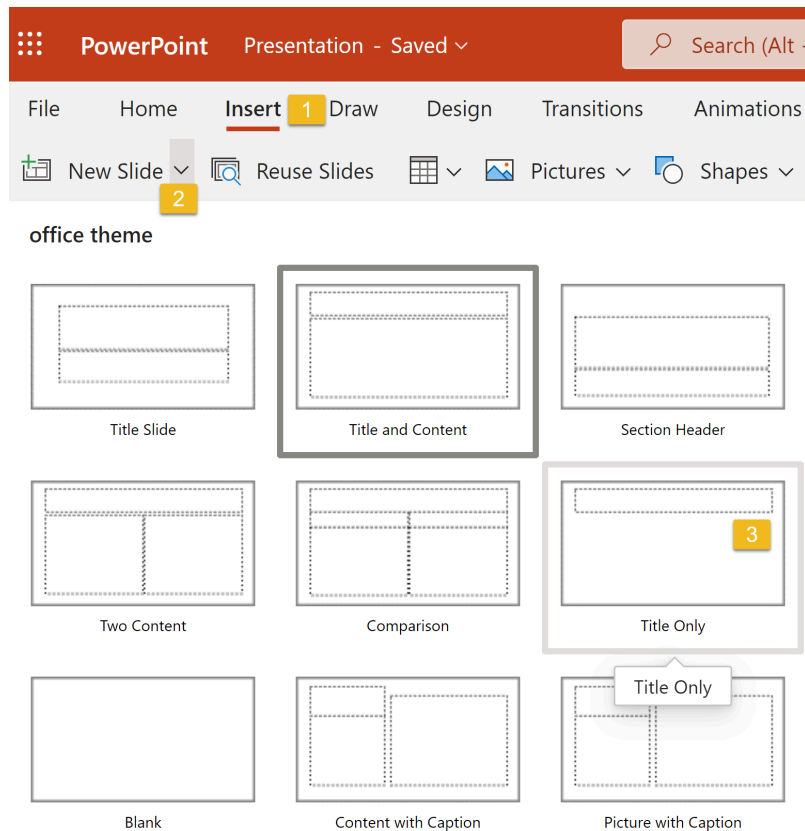 PowerPoint Presentation - Saved Search (Alt
File Home Insert 1 Draw Design Transitions Animations
New Slide Reuse Slides Pictures Shapes
2
office theme
Title Slide Title and Content Section Header
3
Two Content Comparison Title Only
Title Only
Blank Content with Caption Picture with Caption